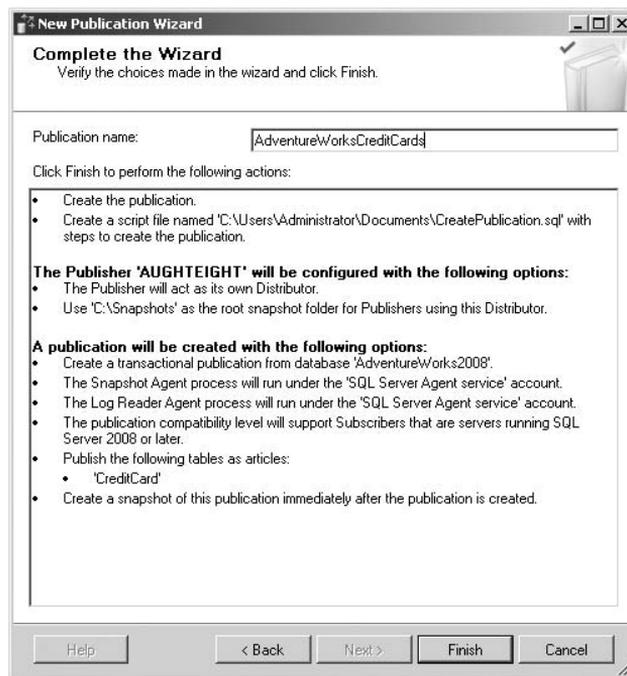 New Publication Wizard
Complete the Wizard
Verify the choices made in the wizard and click Finish.
Publication name:
AdventureWorksCreditCards
Click Finish to perform the following actions:
• Create the publication.
• Create a script file named 'C:\Users\Administrator\Documents\CreatePublication.sql' with
steps to create the publication.
The Publisher 'AUGHTEIGHT' will be configured with the following options:
• The Publisher will act as its own Distributor.
• Use 'C:\Snapshots' as the root snapshot folder for Publishers using this Distributor.
A publication will be created with the following options:
• Create a transactional publication from database 'AdventureWorks2008'.
• The Snapshot Agent process will run under the 'SQL Server Agent service' account.
• The Log Reader Agent process will run under the 'SQL Server Agent service' account.
• The publication compatibility level will support Subscribers that are servers running SQL
Server 2008 or later.
• Publish the following tables as articles:
• 'CreditCard'
• Create a snapshot of this publication immediately after the publication is created.
Help
< Back
Next >
Finish
Cancel